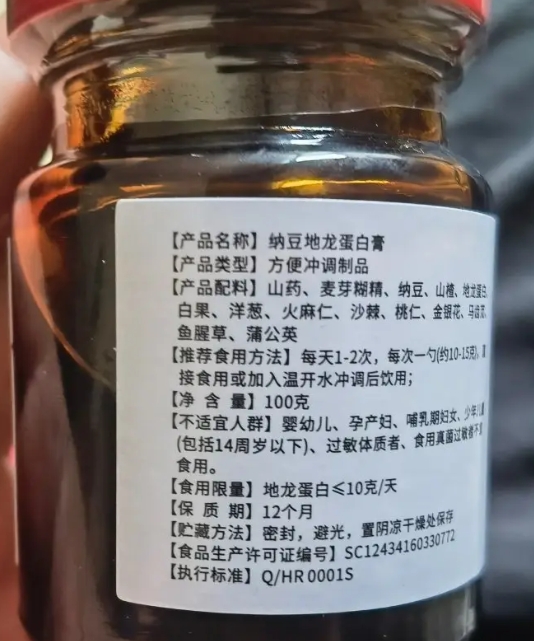 【产品名称】纳豆地龙蛋白膏
【产品类型】方便冲调制品
【产品配料】山药、麦芽糊精、纳豆、山楂、地龙蛋白、
白果、洋葱、火麻仁、沙棘、桃仁、金银花、马齿苋、
鱼腥草、蒲公英
【推荐食用方法】每天1-2次，每次一勺(约10-15克)，直
接食用或加入温开水冲调后饮用；
【净 含 量】100克
【不适宜人群】婴幼儿、孕产妇、哺乳期妇女、少年儿童
(包括14周岁以下)、过敏体质者、食用真菌过敏者不宜
食用。
【食用限量】地龙蛋白≤10克/天
【保 质 期】12个月
【贮藏方法】密封，避光，置阴凉干燥处保存
【食品生产许可证编号】SC12434160330772
【执行标准】Q/HR 0001S